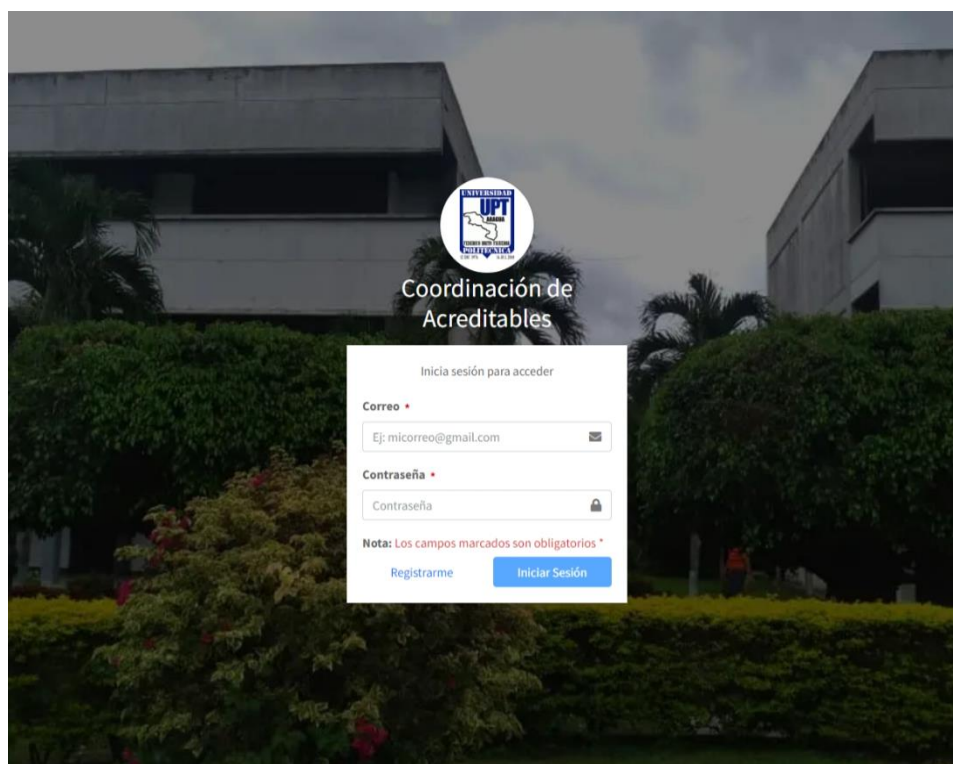 UNIVERSIDAD
UPT
ARAGUA
POLITECNICA
Coordinación de
Acreditables
Inicia sesión para acceder
Correo *
Ej: micorreo@gmail.com
Contraseña *
Contraseña
Nota: Los campos marcados son obligatorios *
Registrarme
Iniciar Sesión